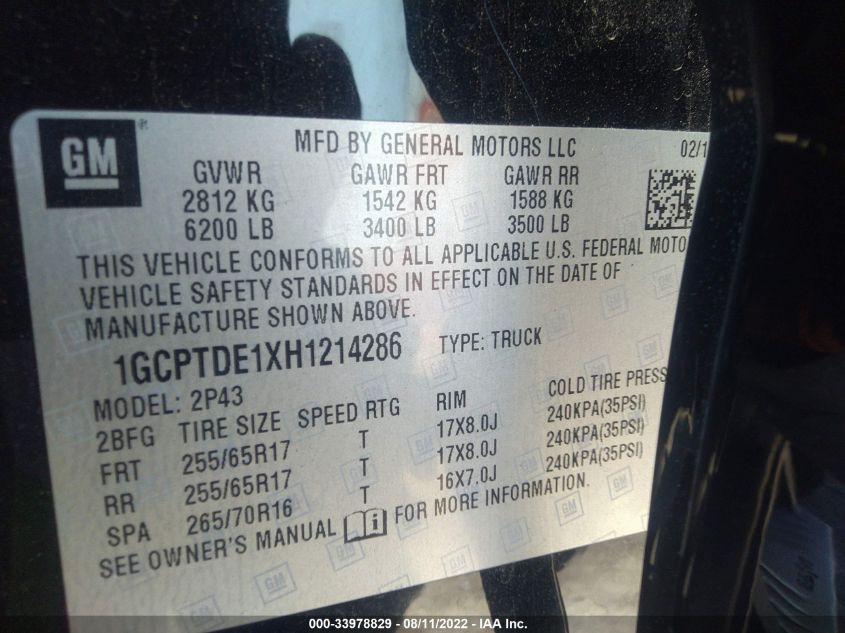 GM
MFD BY GENERAL MOTORS LLC 02/1
GVWR GAWR FRT GAWR RR
2812 KG 1542 KG 1588 KG
6200 LB 3400 LB 3500 LB
THIS VEHICLE CONFORMS TO ALL APPLICABLE U.S. FEDERAL MOTO
VEHICLE SAFETY STANDARDS IN EFFECT ON THE DATE OF
MANUFACTURE SHOWN ABOVE.
1GCPTDE1XH1214286 TYPE: TRUCK
MODEL: 2P43
2BFG TIRE SIZE SPEED RTG RIM COLD TIRE PRESS
FRT 255/65R17 T 17X8.0J 240KPA(35PSI)
RR 255/65R17 T 17X8.0J 240KPA(35PSI)
SPA 265/70R16 T 16X7.0J 240KPA(35PSI)
SEE OWNER'S MANUAL FOR MORE INFORMATION.
000-33978829 - 08/11/2022 - IAA Inc.